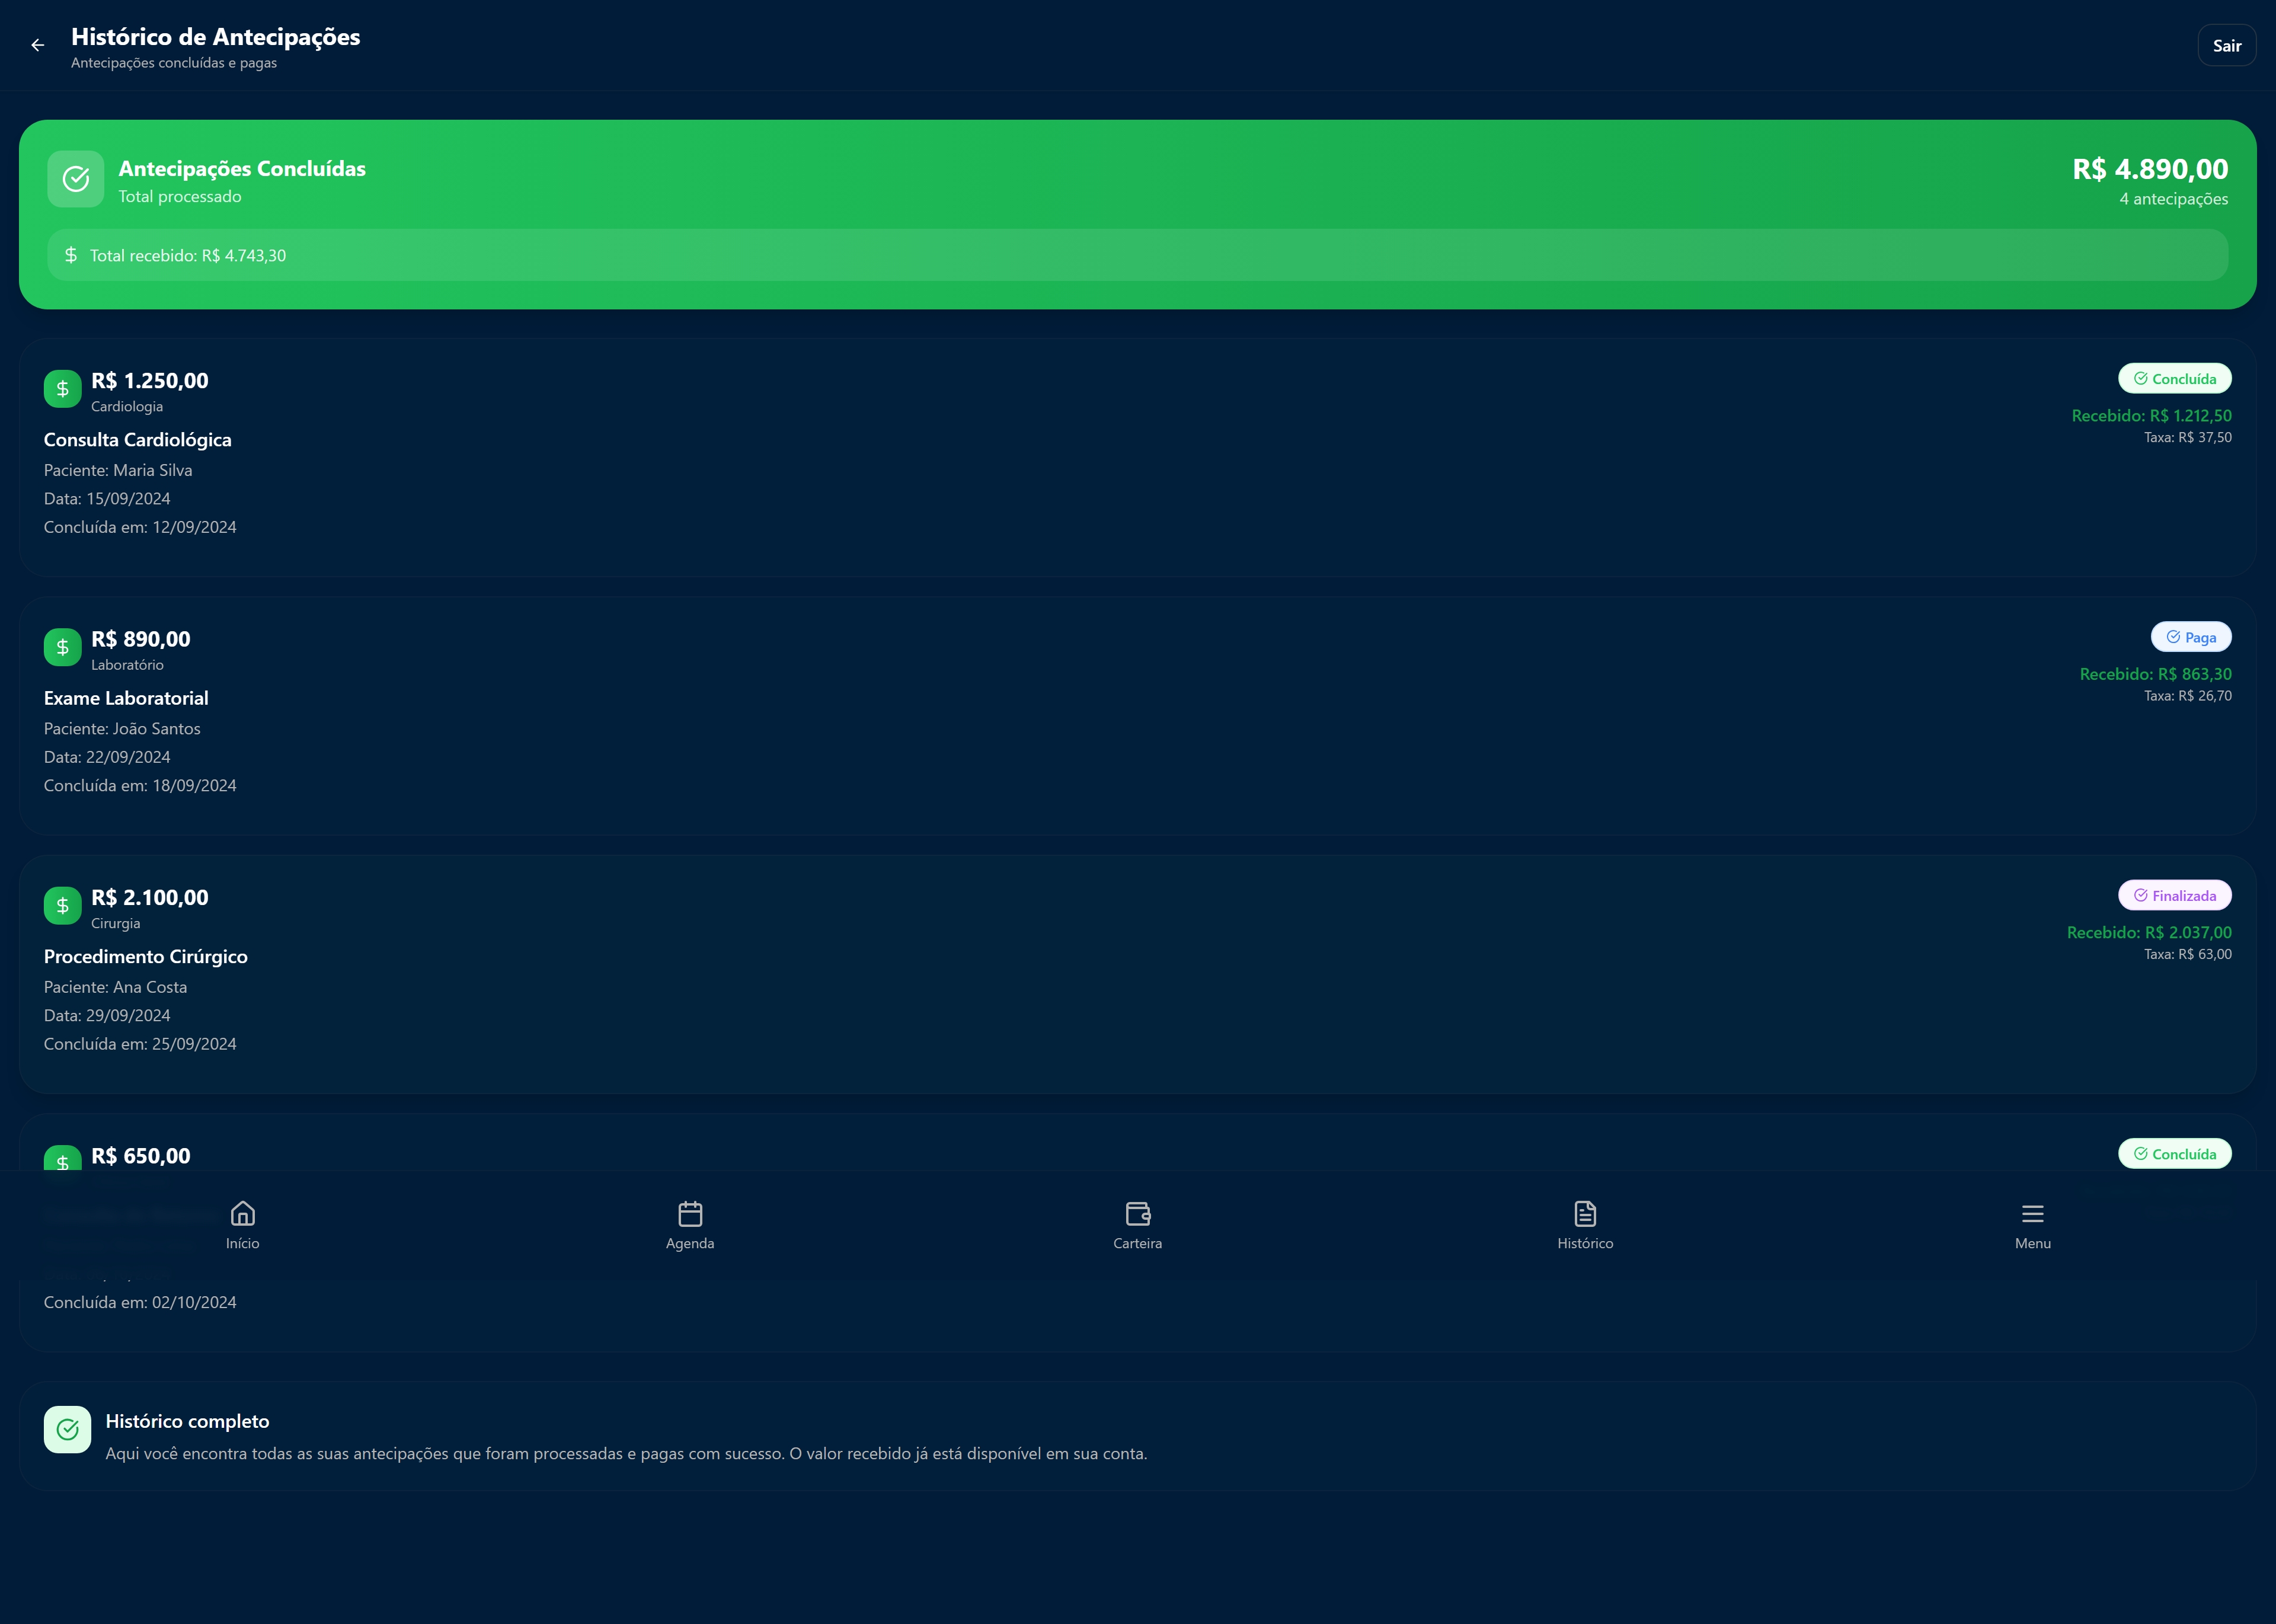 Histórico de Antecipações
Antecipações concluídas e pagas
Sair
Antecipações Concluídas
Total processado
R$ 4.890,00
4 antecipações
Total recebido: R$ 4.743,30
R$ 1.250,00
Cardiologia
Consulta Cardiológica
Paciente: Maria Silva
Data: 15/09/2024
Concluída em: 12/09/2024
Concluída
Recebido: R$ 1.212,50
Taxa: R$ 37,50
R$ 890,00
Laboratório
Exame Laboratorial
Paciente: João Santos
Data: 22/09/2024
Concluída em: 18/09/2024
Paga
Recebido: R$ 863,30
Taxa: R$ 26,70
R$ 2.100,00
Cirurgia
Procedimento Cirúrgico
Paciente: Ana Costa
Data: 29/09/2024
Concluída em: 25/09/2024
Finalizada
Recebido: R$ 2.037,00
Taxa: R$ 63,00
R$ 650,00
Concluída
Início
Agenda
Carteira
Histórico
Menu
Concluída em: 02/10/2024
Histórico completo
Aqui você encontra todas as suas antecipações que foram processadas e pagas com sucesso. O valor recebido já está disponível em sua conta.